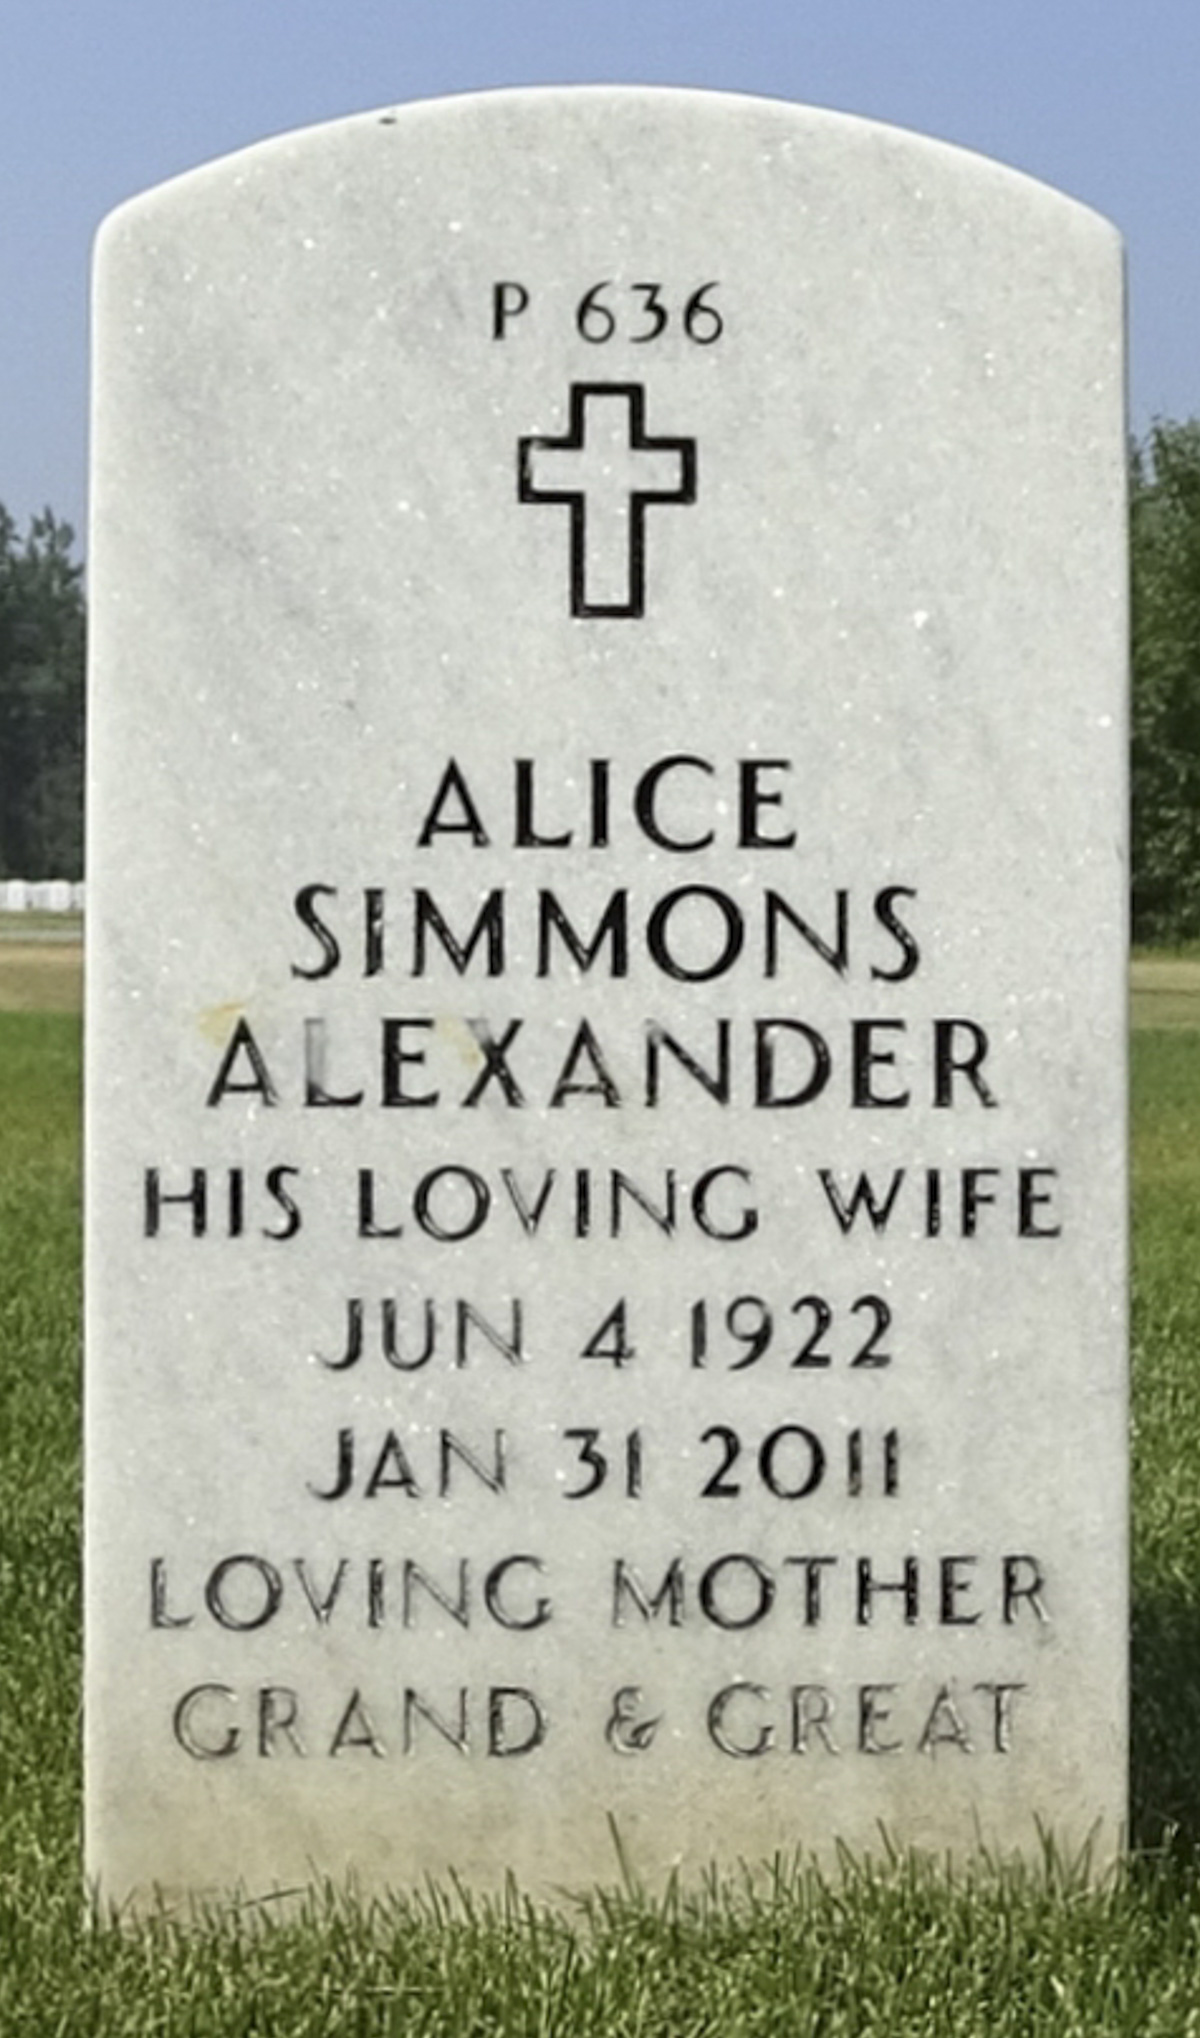 P 636
ALICE
SIMMONS
ALEXANDER
HIS LOVING WIFE
JUN 4 1922
JAN 31 2011
LOVING MOTHER
GRAND & GREAT